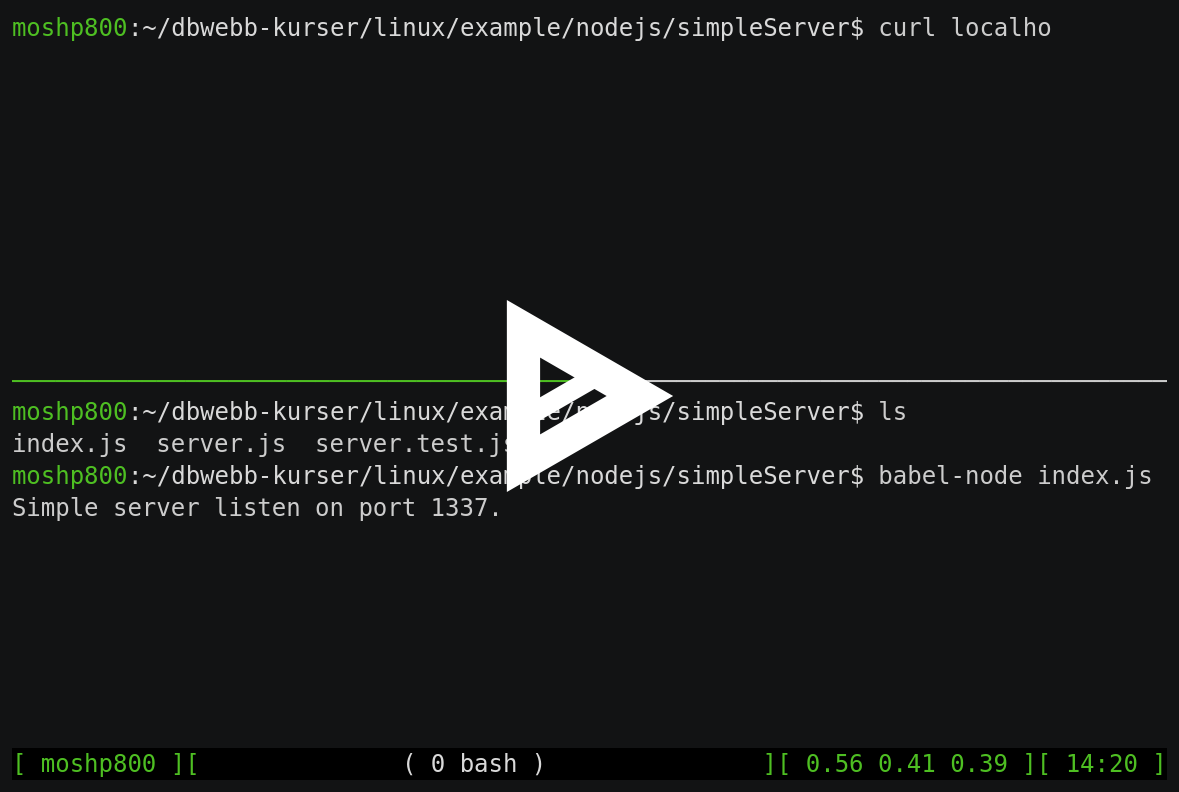 moshp800:~/dbwebb-kurser/linux/example/nodejs/simpleServer$ curl localho
moshp800:~/dbwebb-kurser/linux/example/nodejs/simpleServer$ ls
index.js  server.js  server.test.js
moshp800:~/dbwebb-kurser/linux/example/nodejs/simpleServer$ babel-node index.js
Simple server listen on port 1337.
[ moshp800 ][ ( 0 bash ) ][ 0.56 0.41 0.39 ][ 14:20 ]